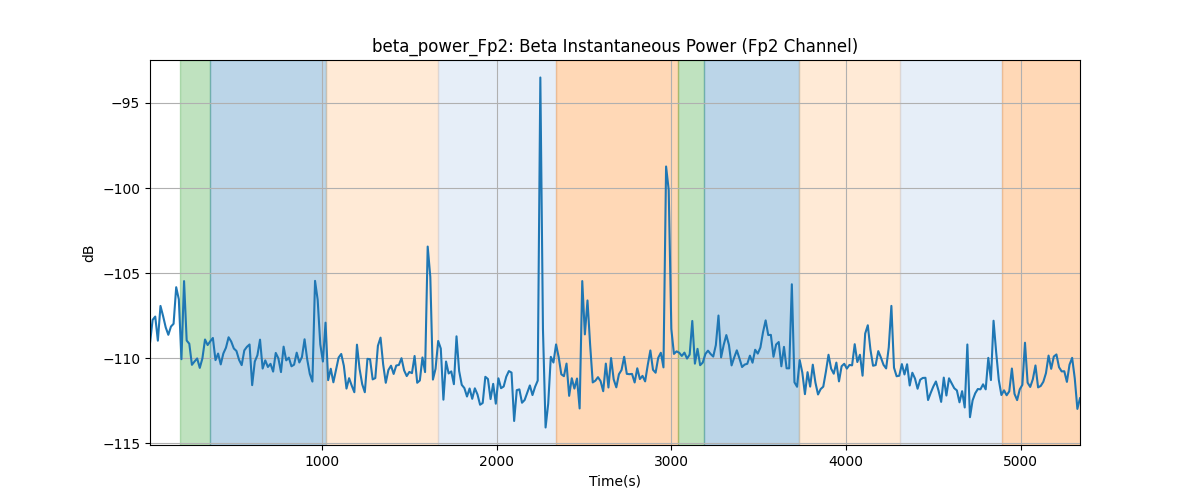 beta_power_Fp2: Beta Instantaneous Power (Fp2 Channel)
−95
−100
−105
−110
−115
dB
1000 2000 3000 4000 5000
Time(s)